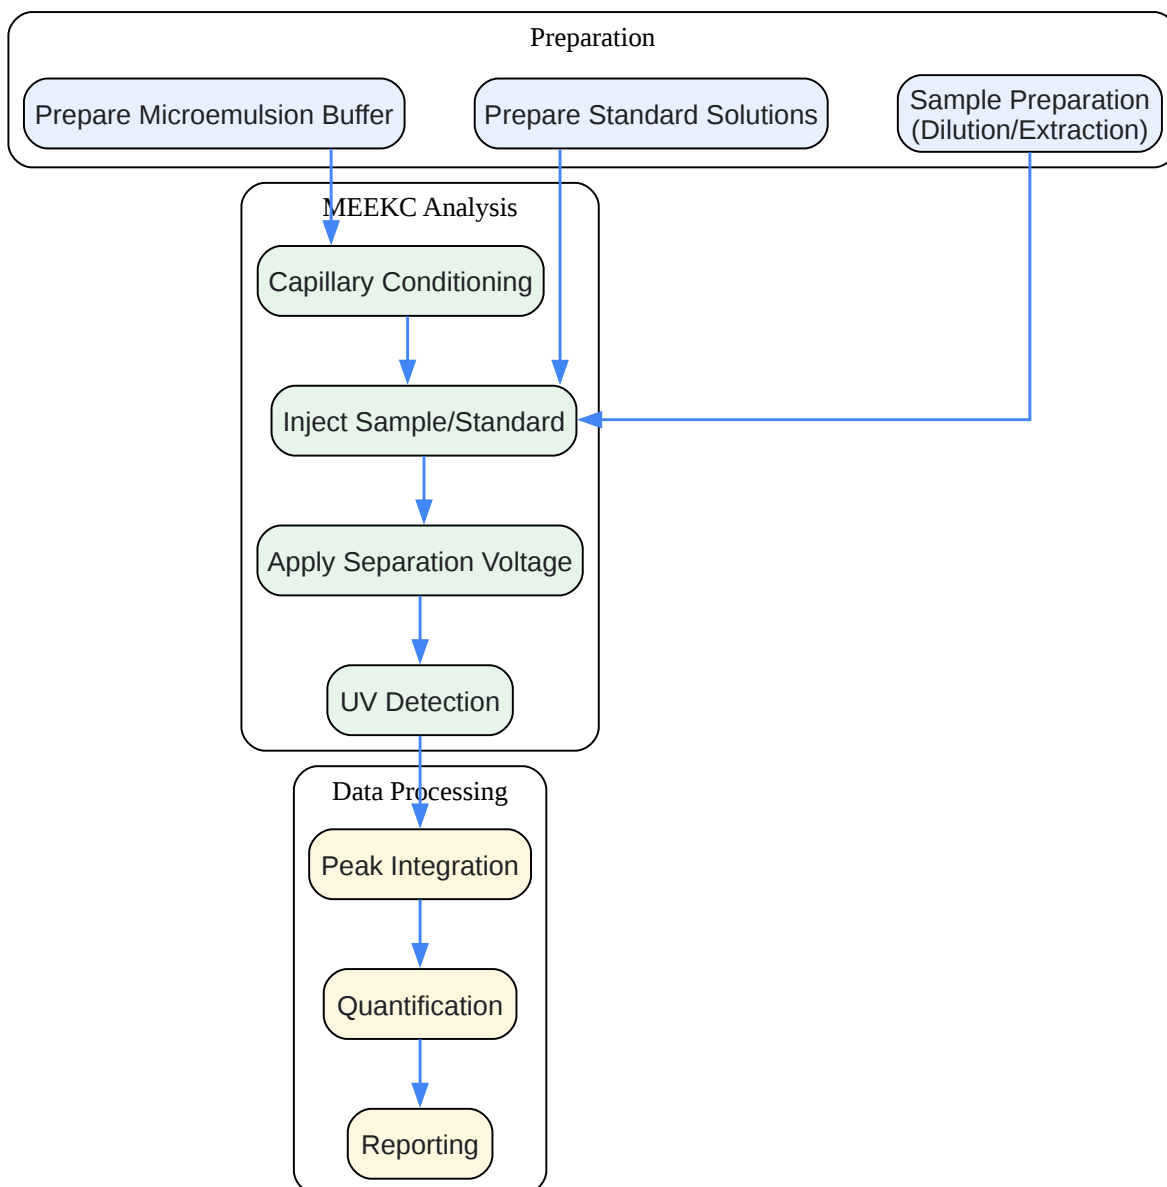 Preparation
Prepare Microemulsion Buffer
Prepare Standard Solutions
Sample Preparation
(Dilution/Extraction)
MEEKC Analysis
Capillary Conditioning
Inject Sample/Standard
Apply Separation Voltage
UV Detection
Data Processing
Peak Integration
Quantification
Reporting